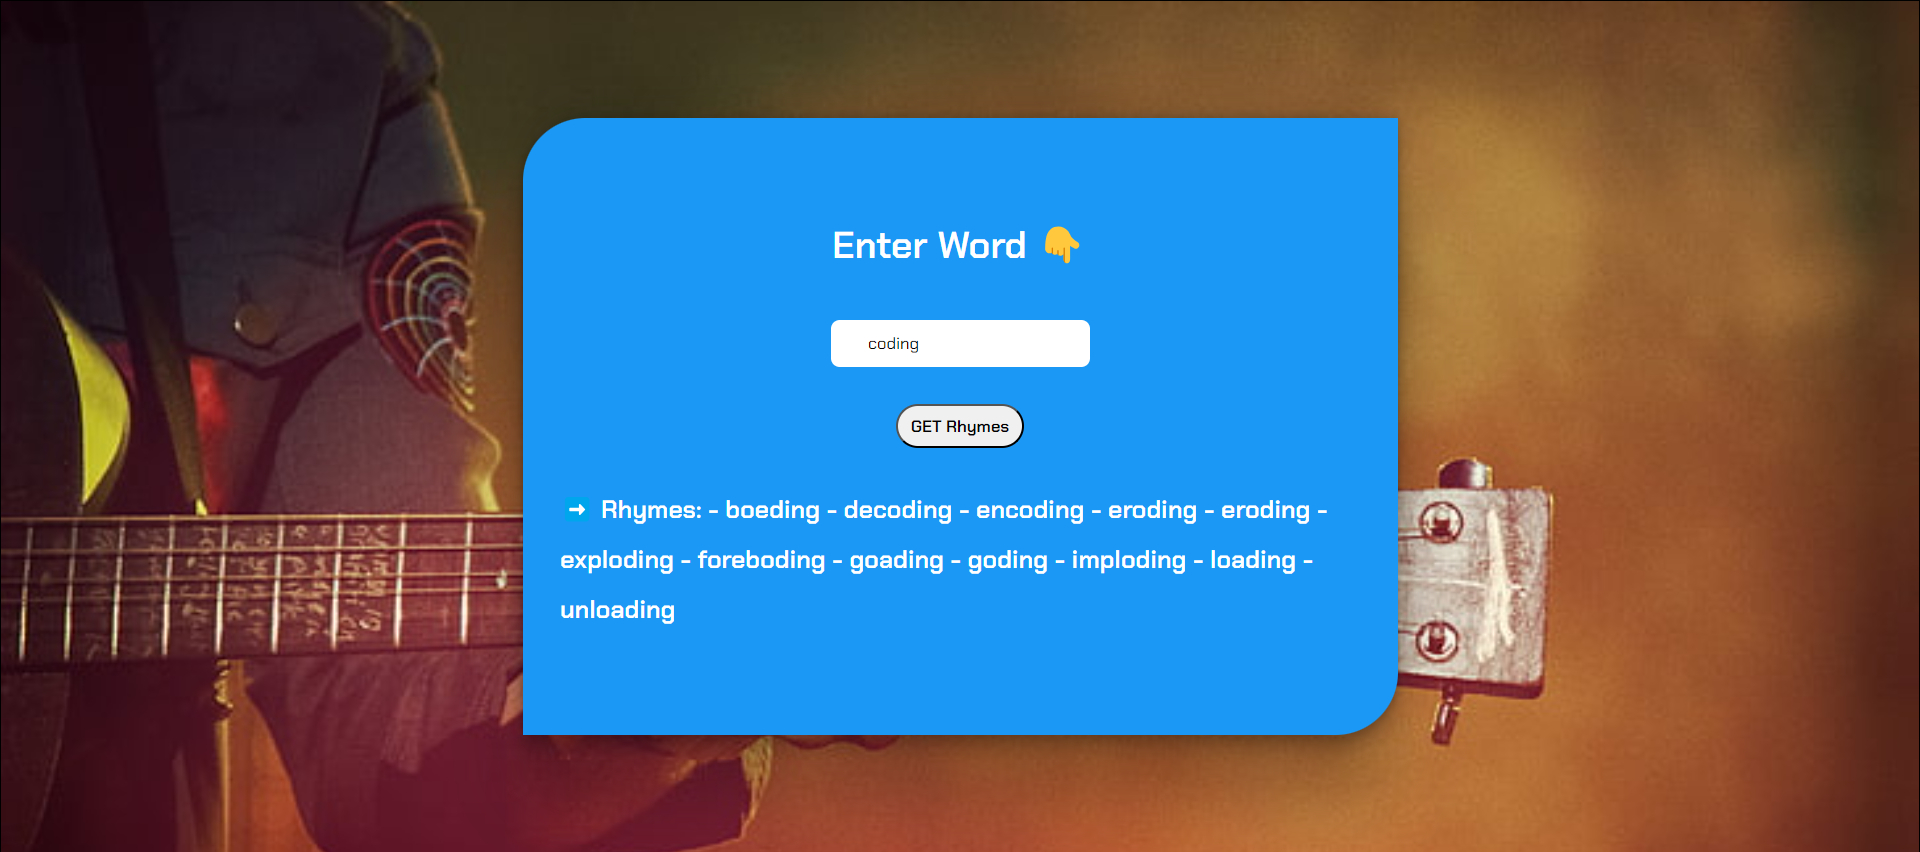 Enter Word 👇
coding
GET Rhymes
➡ Rhymes: - boeding - decoding - encoding - eroding - eroding -
exploding - foreboding - goading - goding - imploding - loading -
unloading